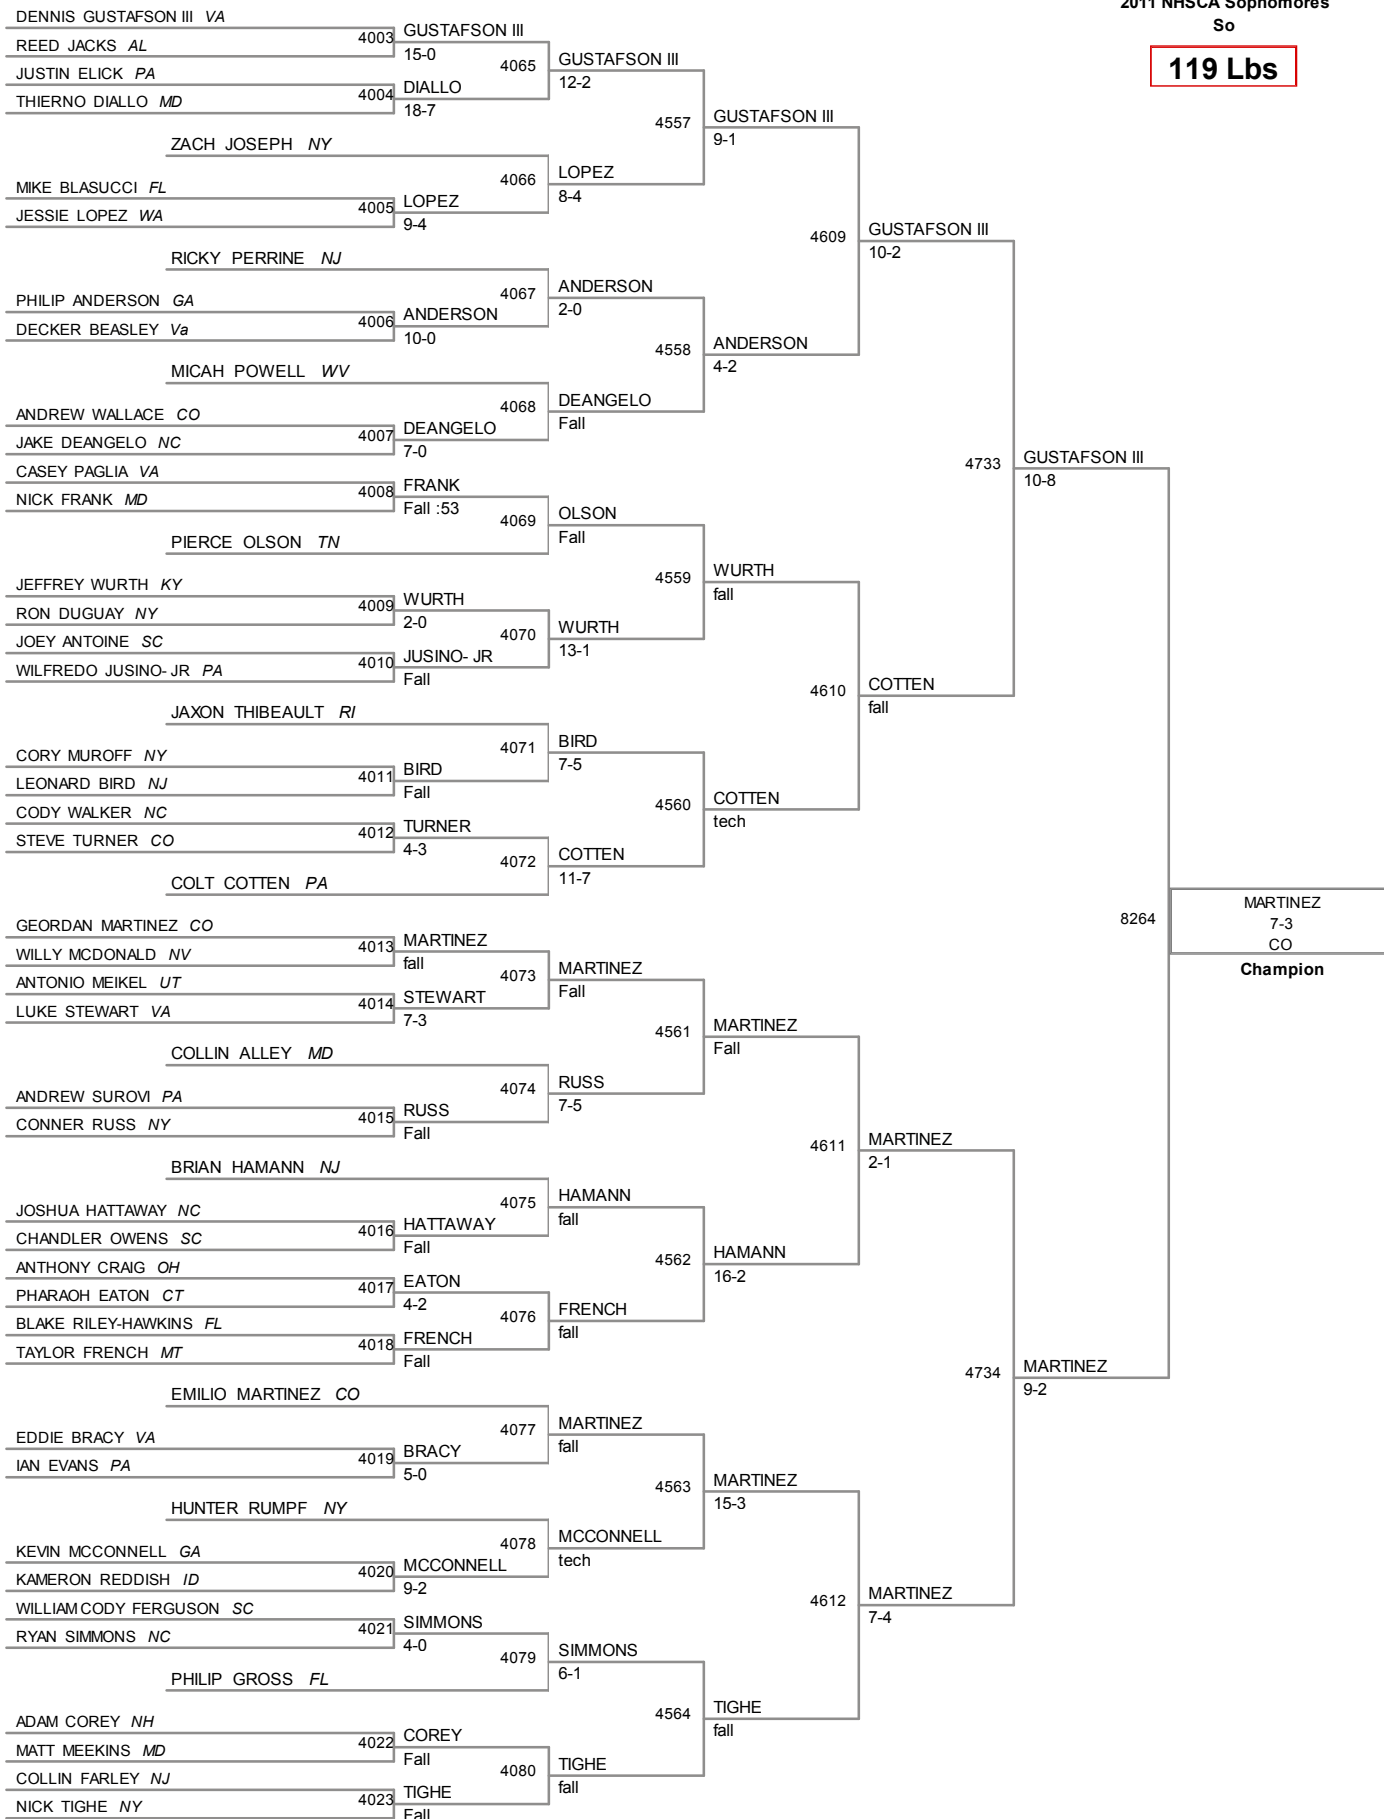 2011 NHSCA Sophomores
So
119 Lbs
DENNIS GUSTAFSON III VA
4003 GUSTAFSON III
REED JACKS AL
15-0
4065 GUSTAFSON III
12-2
JUSTIN ELICK PA
4004 DIALLO
THIERNO DIALLO MD
18-7
4557 GUSTAFSON III
9-1
ZACH JOSEPH NY
4066 LOPEZ
8-4
MIKE BLASUCCI FL
4005 LOPEZ
JESSIE LOPEZ WA
9-4
4609 GUSTAFSON III
10-2
RICKY PERRINE NJ
4067 ANDERSON
2-0
PHILIP ANDERSON GA
4006 ANDERSON
DECKER BEASLEY Va
10-0
4558 ANDERSON
4-2
MICAH POWELL WV
4068 DEANGELO
Fall
ANDREW WALLACE CO
4007 DEANGELO
JAKE DEANGELO NC
7-0
4733 GUSTAFSON III
10-8
CASEY PAGLIA VA
4008 FRANK
NICK FRANK MD
Fall :53
4069 OLSON
Fall
PIERCE OLSON TN
4559 WURTH
fall
JEFFREY WURTH KY
4009 WURTH
RON DUGUAY NY
2-0
4070 WURTH
13-1
JOEY ANTOINE SC
4010 JUSINO- JR
WILFREDO JUSINO- JR PA
Fall
4610 COTTEN
fall
JAXON THIBEAULT RI
4071 BIRD
7-5
CORY MUROFF NY
4011 BIRD
LEONARD BIRD NJ
Fall
4560 COTTEN
tech
CODY WALKER NC
4012 TURNER
STEVE TURNER CO
4-3
4072 COTTEN
11-7
COLT COTTEN PA
8264 MARTINEZ
7-3
CO
Champion
GEORDAN MARTINEZ CO
4013 MARTINEZ
WILLY MCDONALD NV
fall
4073 MARTINEZ
Fall
ANTONIO MEIKEL UT
4014 STEWART
LUKE STEWART VA
7-3
4561 MARTINEZ
Fall
COLLIN ALLEY MD
4074 RUSS
7-5
ANDREW SUROVI PA
4015 RUSS
CONNER RUSS NY
Fall
4611 MARTINEZ
2-1
BRIAN HAMANN NJ
4075 HAMANN
fall
JOSHUA HATTAWAY NC
4016 HATTAWAY
CHANDLER OWENS SC
Fall
4562 HAMANN
16-2
ANTHONY CRAIG OH
4017 EATON
PHARAOH EATON CT
4-2
4076 FRENCH
fall
BLAKE RILEY-HAWKINS FL
4018 FRENCH
TAYLOR FRENCH MT
Fall
4734 MARTINEZ
9-2
EMILIO MARTINEZ CO
4077 MARTINEZ
fall
EDDIE BRACY VA
4019 BRACY
IAN EVANS PA
5-0
4563 MARTINEZ
15-3
HUNTER RUMPF NY
4078 MCCONNELL
tech
KEVIN MCCONNELL GA
4020 MCCONNELL
KAMERON REDDISH ID
9-2
4612 MARTINEZ
7-4
WILLIAM CODY FERGUSON SC
4021 SIMMONS
RYAN SIMMONS NC
4-0
4079 SIMMONS
6-1
PHILIP GROSS FL
4564 TIGHE
fall
ADAM COREY NH
4022 COREY
MATT MEEKINS MD
Fall
4080 TIGHE
fall
COLLIN FARLEY NJ
4023 TIGHE
NICK TIGHE NY
Fall